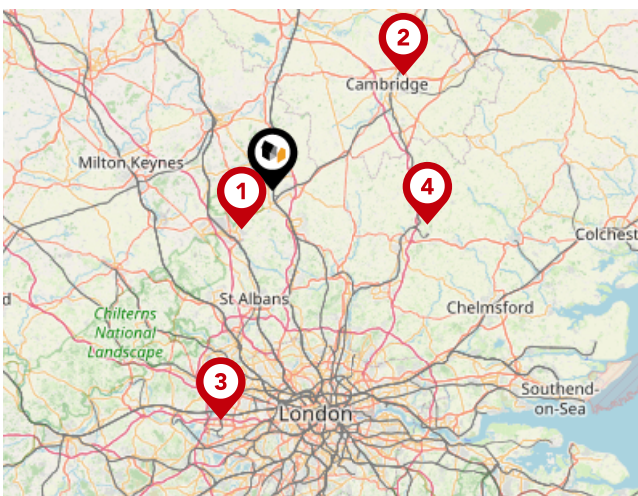 2
Cambridge
Milton Keynes
1
4
Colchest
St Albans
Chelmsford
d
Chilterns
National
Landscape
3
Southend-
on-Sea
London